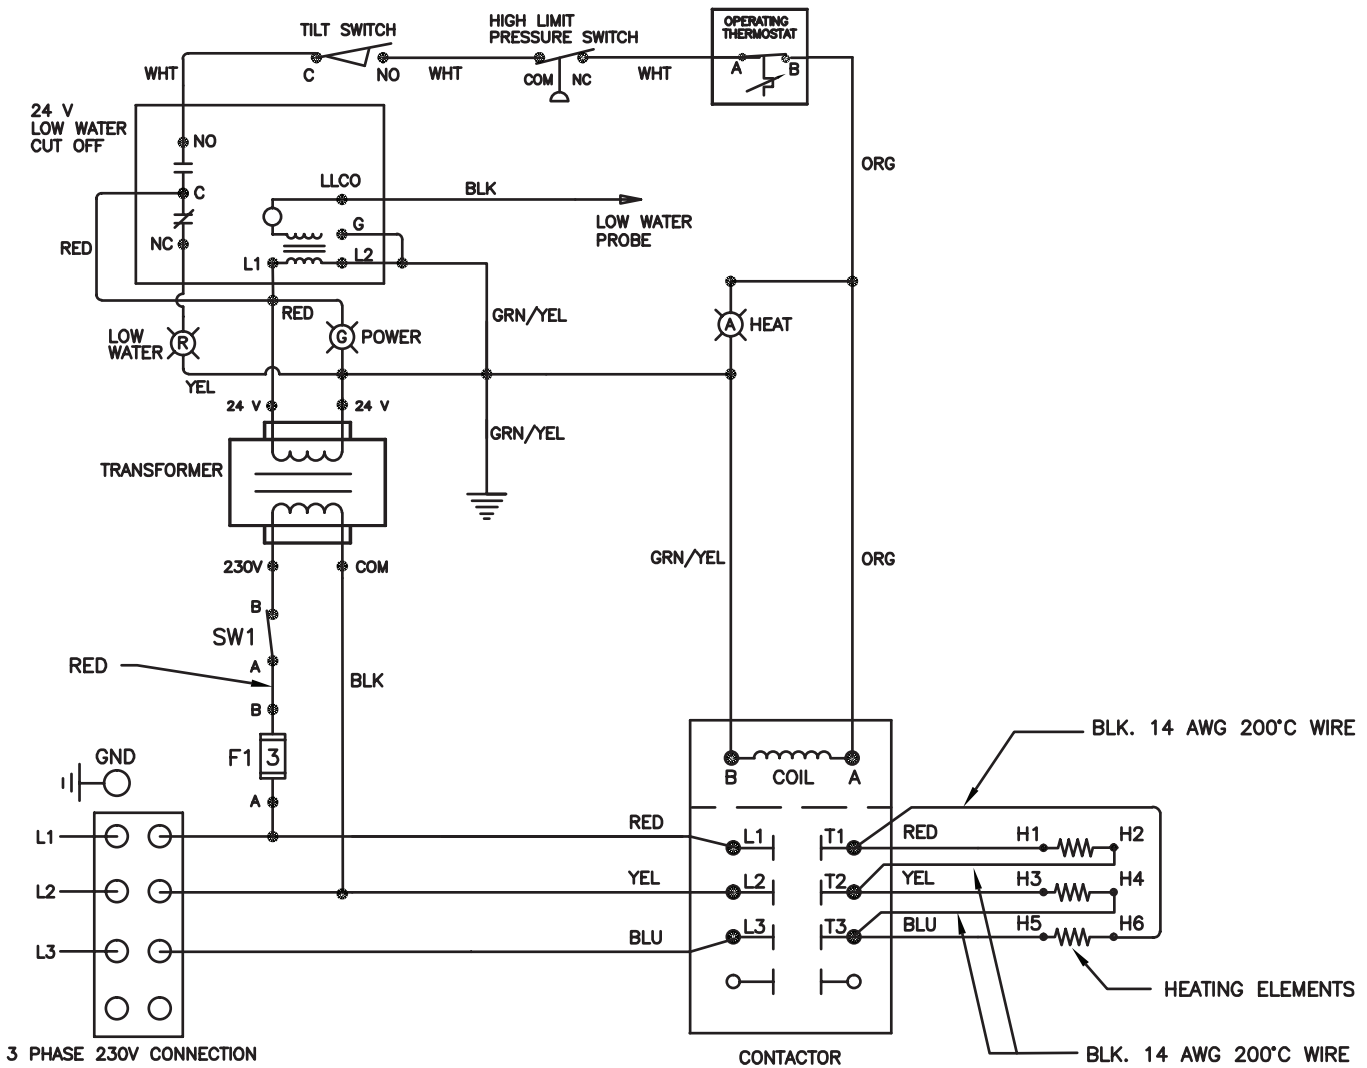 TILT SWITCH
HIGH LIMIT
PRESSURE SWITCH
OPERATING
THERMOSTAT
WHT
C
NO
WHT
COM
NC
WHT
A
B
24 V
LOW WATER
CUT OFF
NO
ORG
C
LLCO
BLK
LOW WATER
PROBE
G
RED
NC
L1
L2
RED
GRN/YEL
LOW
WATER
R
G
POWER
A
HEAT
YEL
24 V
24 V
GRN/YEL
TRANSFORMER
GRN/YEL
ORG
230V
COM
B
SW1
RED
A
BLK
B
F1
3
A
GND
BLK. 14 AWG 200°C WIRE
B
COIL
A
L1
RED
L1
T1
RED
H1
H2
L2
YEL
L2
T2
YEL
H3
H4
L3
BLU
L3
T3
BLU
H5
H6
HEATING ELEMENTS
3 PHASE 230V CONNECTION
CONTACTOR
BLK. 14 AWG 200°C WIRE